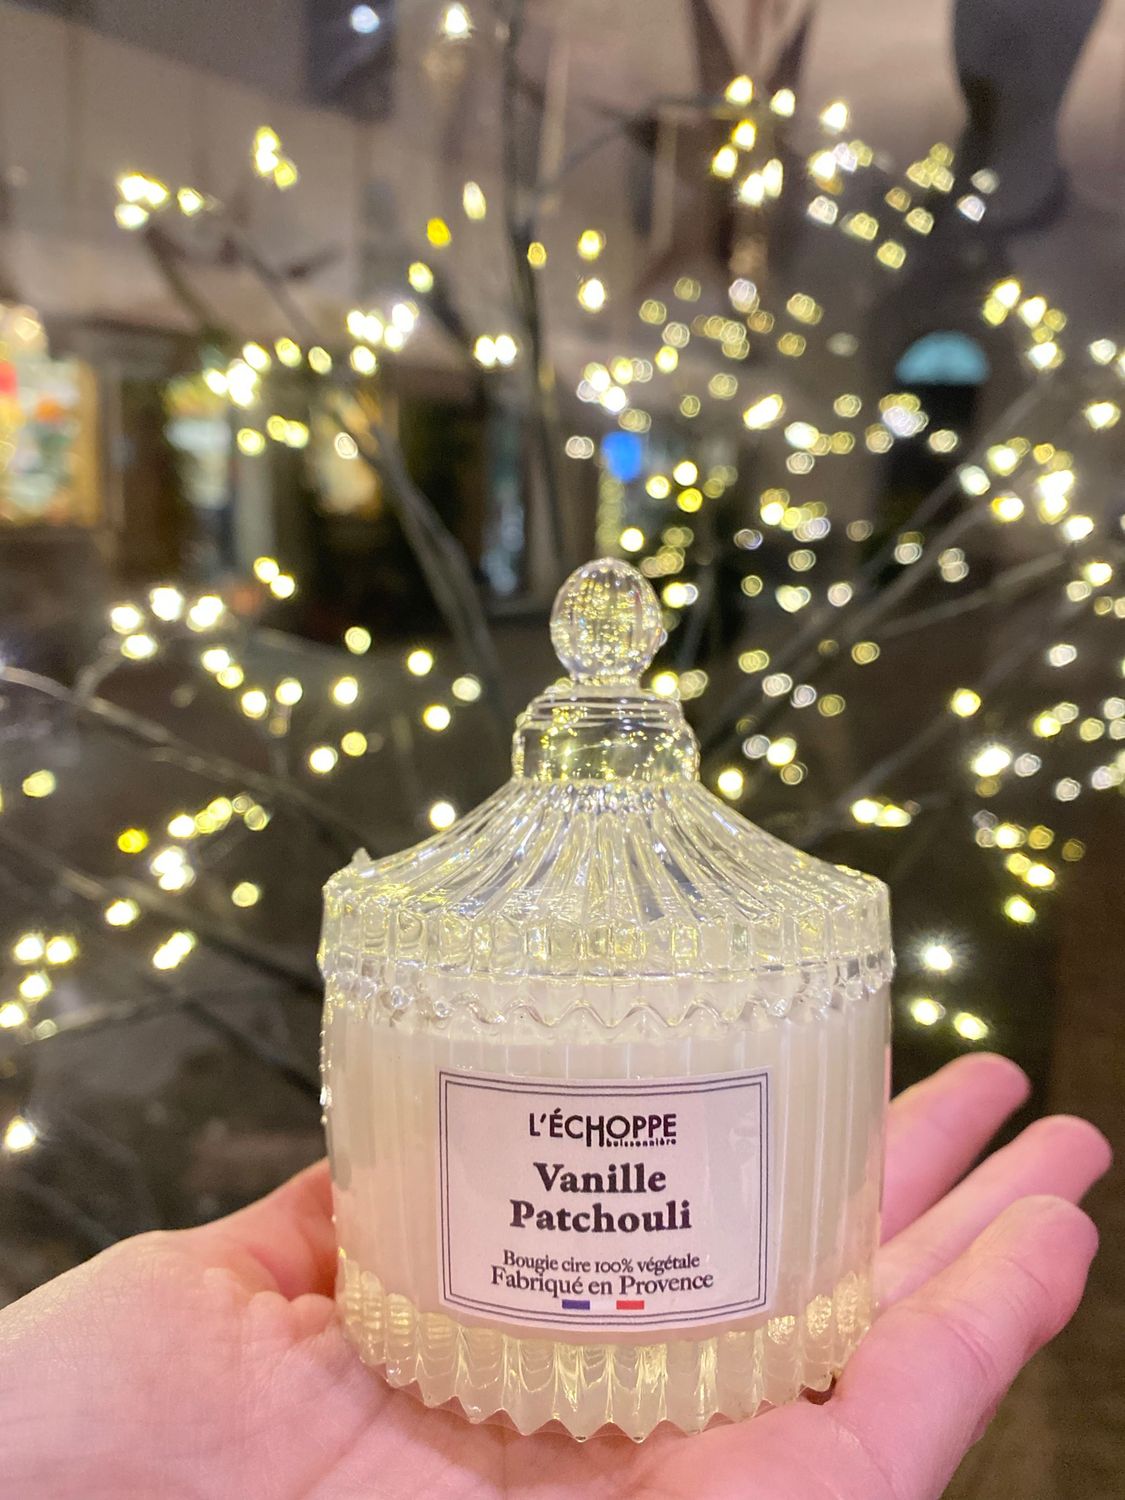 L'ÉCHOPPE
buissonnière
Vanille
Patchouli
Bougie cire 100% végétale
Fabriqué en Provence